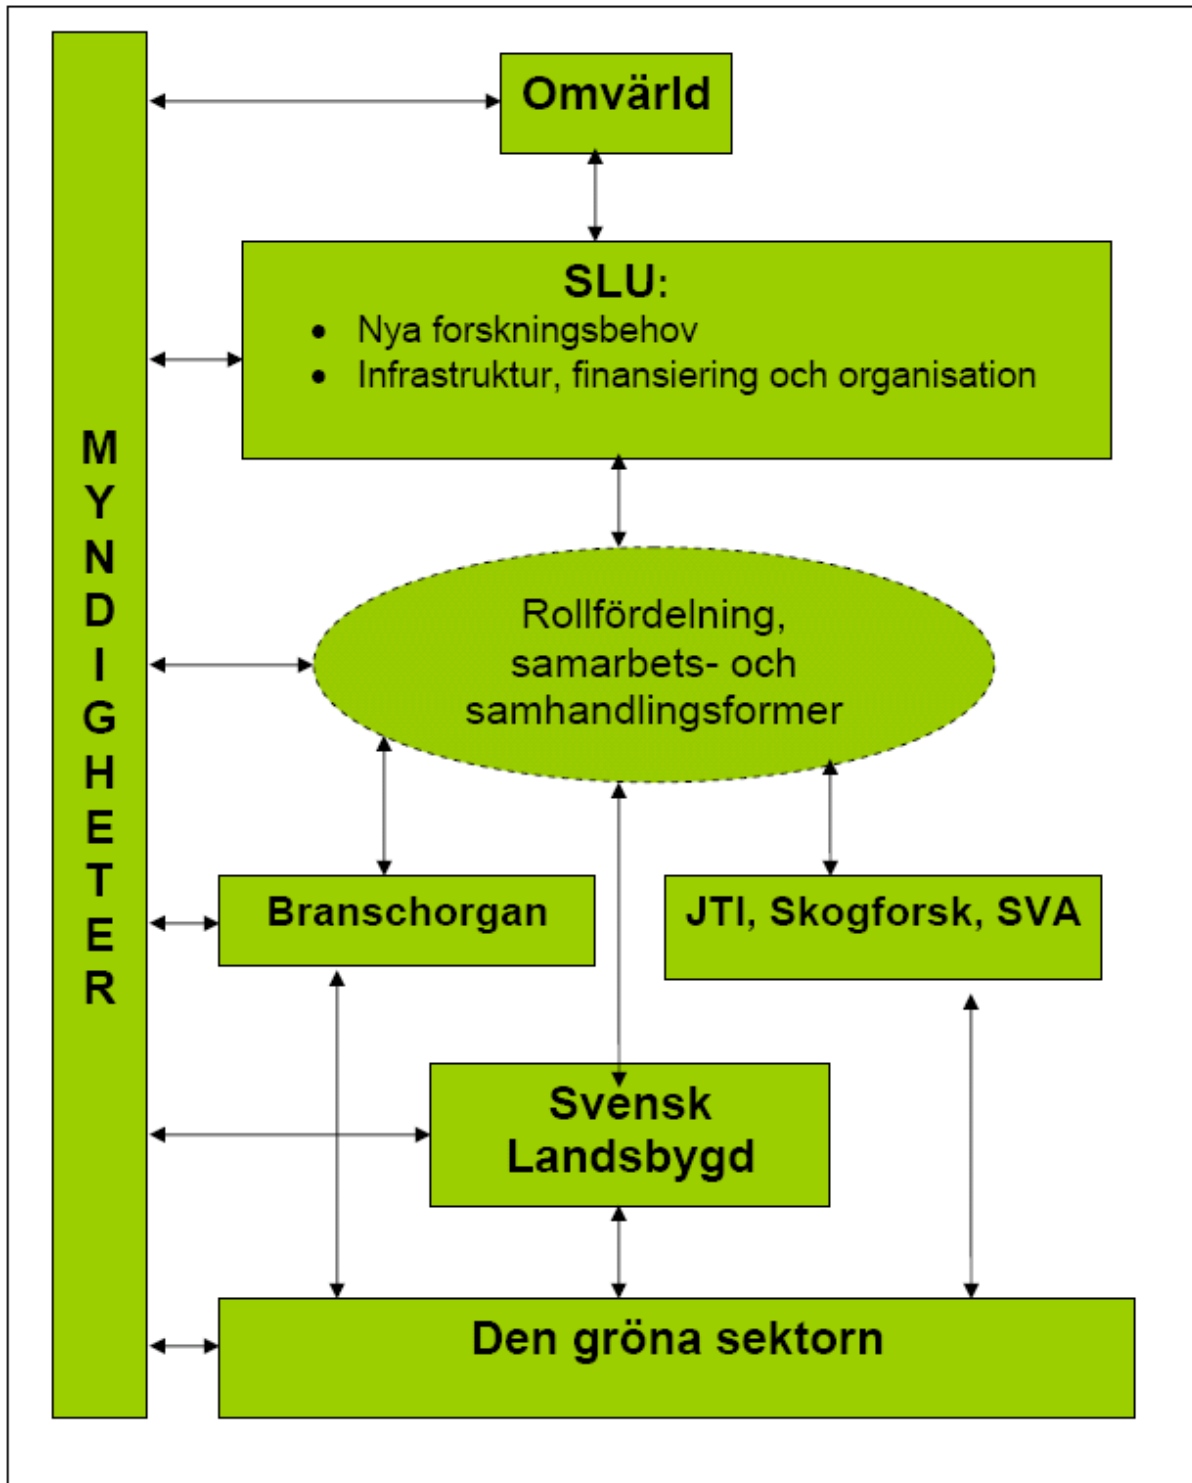 MYNDIGHETER
Omvärld
SLU:
• Nya forskningsbehov
• Infrastruktur, finansiering och organisation
Rollfördelning,
samarbets- och
samhandlingsformer
Branschorgan
JTI, Skogforsk, SVA
Svensk
Landsbygd
Den gröna sektorn